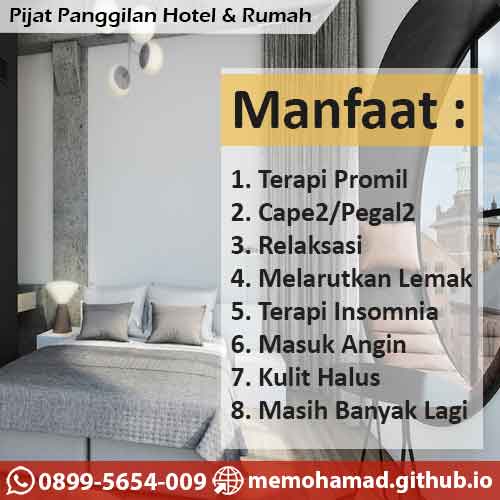 Pijat Panggilan Hotel & Rumah
Manfaat :
1. Terapi Promil
2. Cape2/Pegal2
3. Relaksasi
4. Melarutkan Lemak
5. Terapi Insomnia
6. Masuk Angin
7. Kulit Halus
8. Masih Banyak Lagi
0899-5654-009 memohamad.github.io